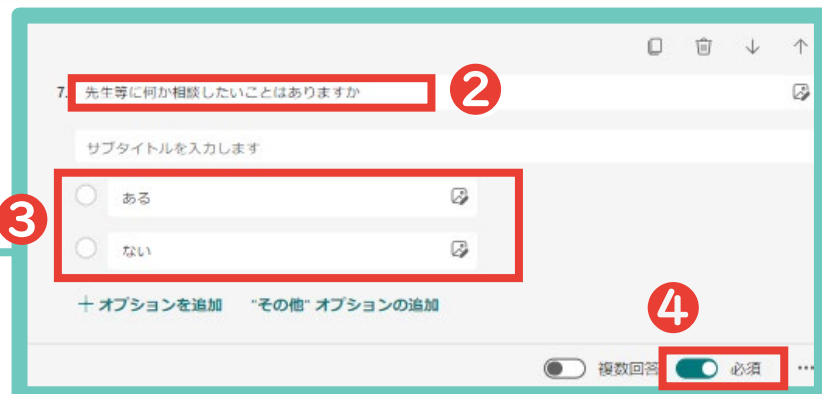 7. 先生等に何か相談したいことはありますか
2
サブタイトルを入力します
3
ある
ない
+ オプションを追加 "その他" オプションの追加
4
複数回答 必須 …